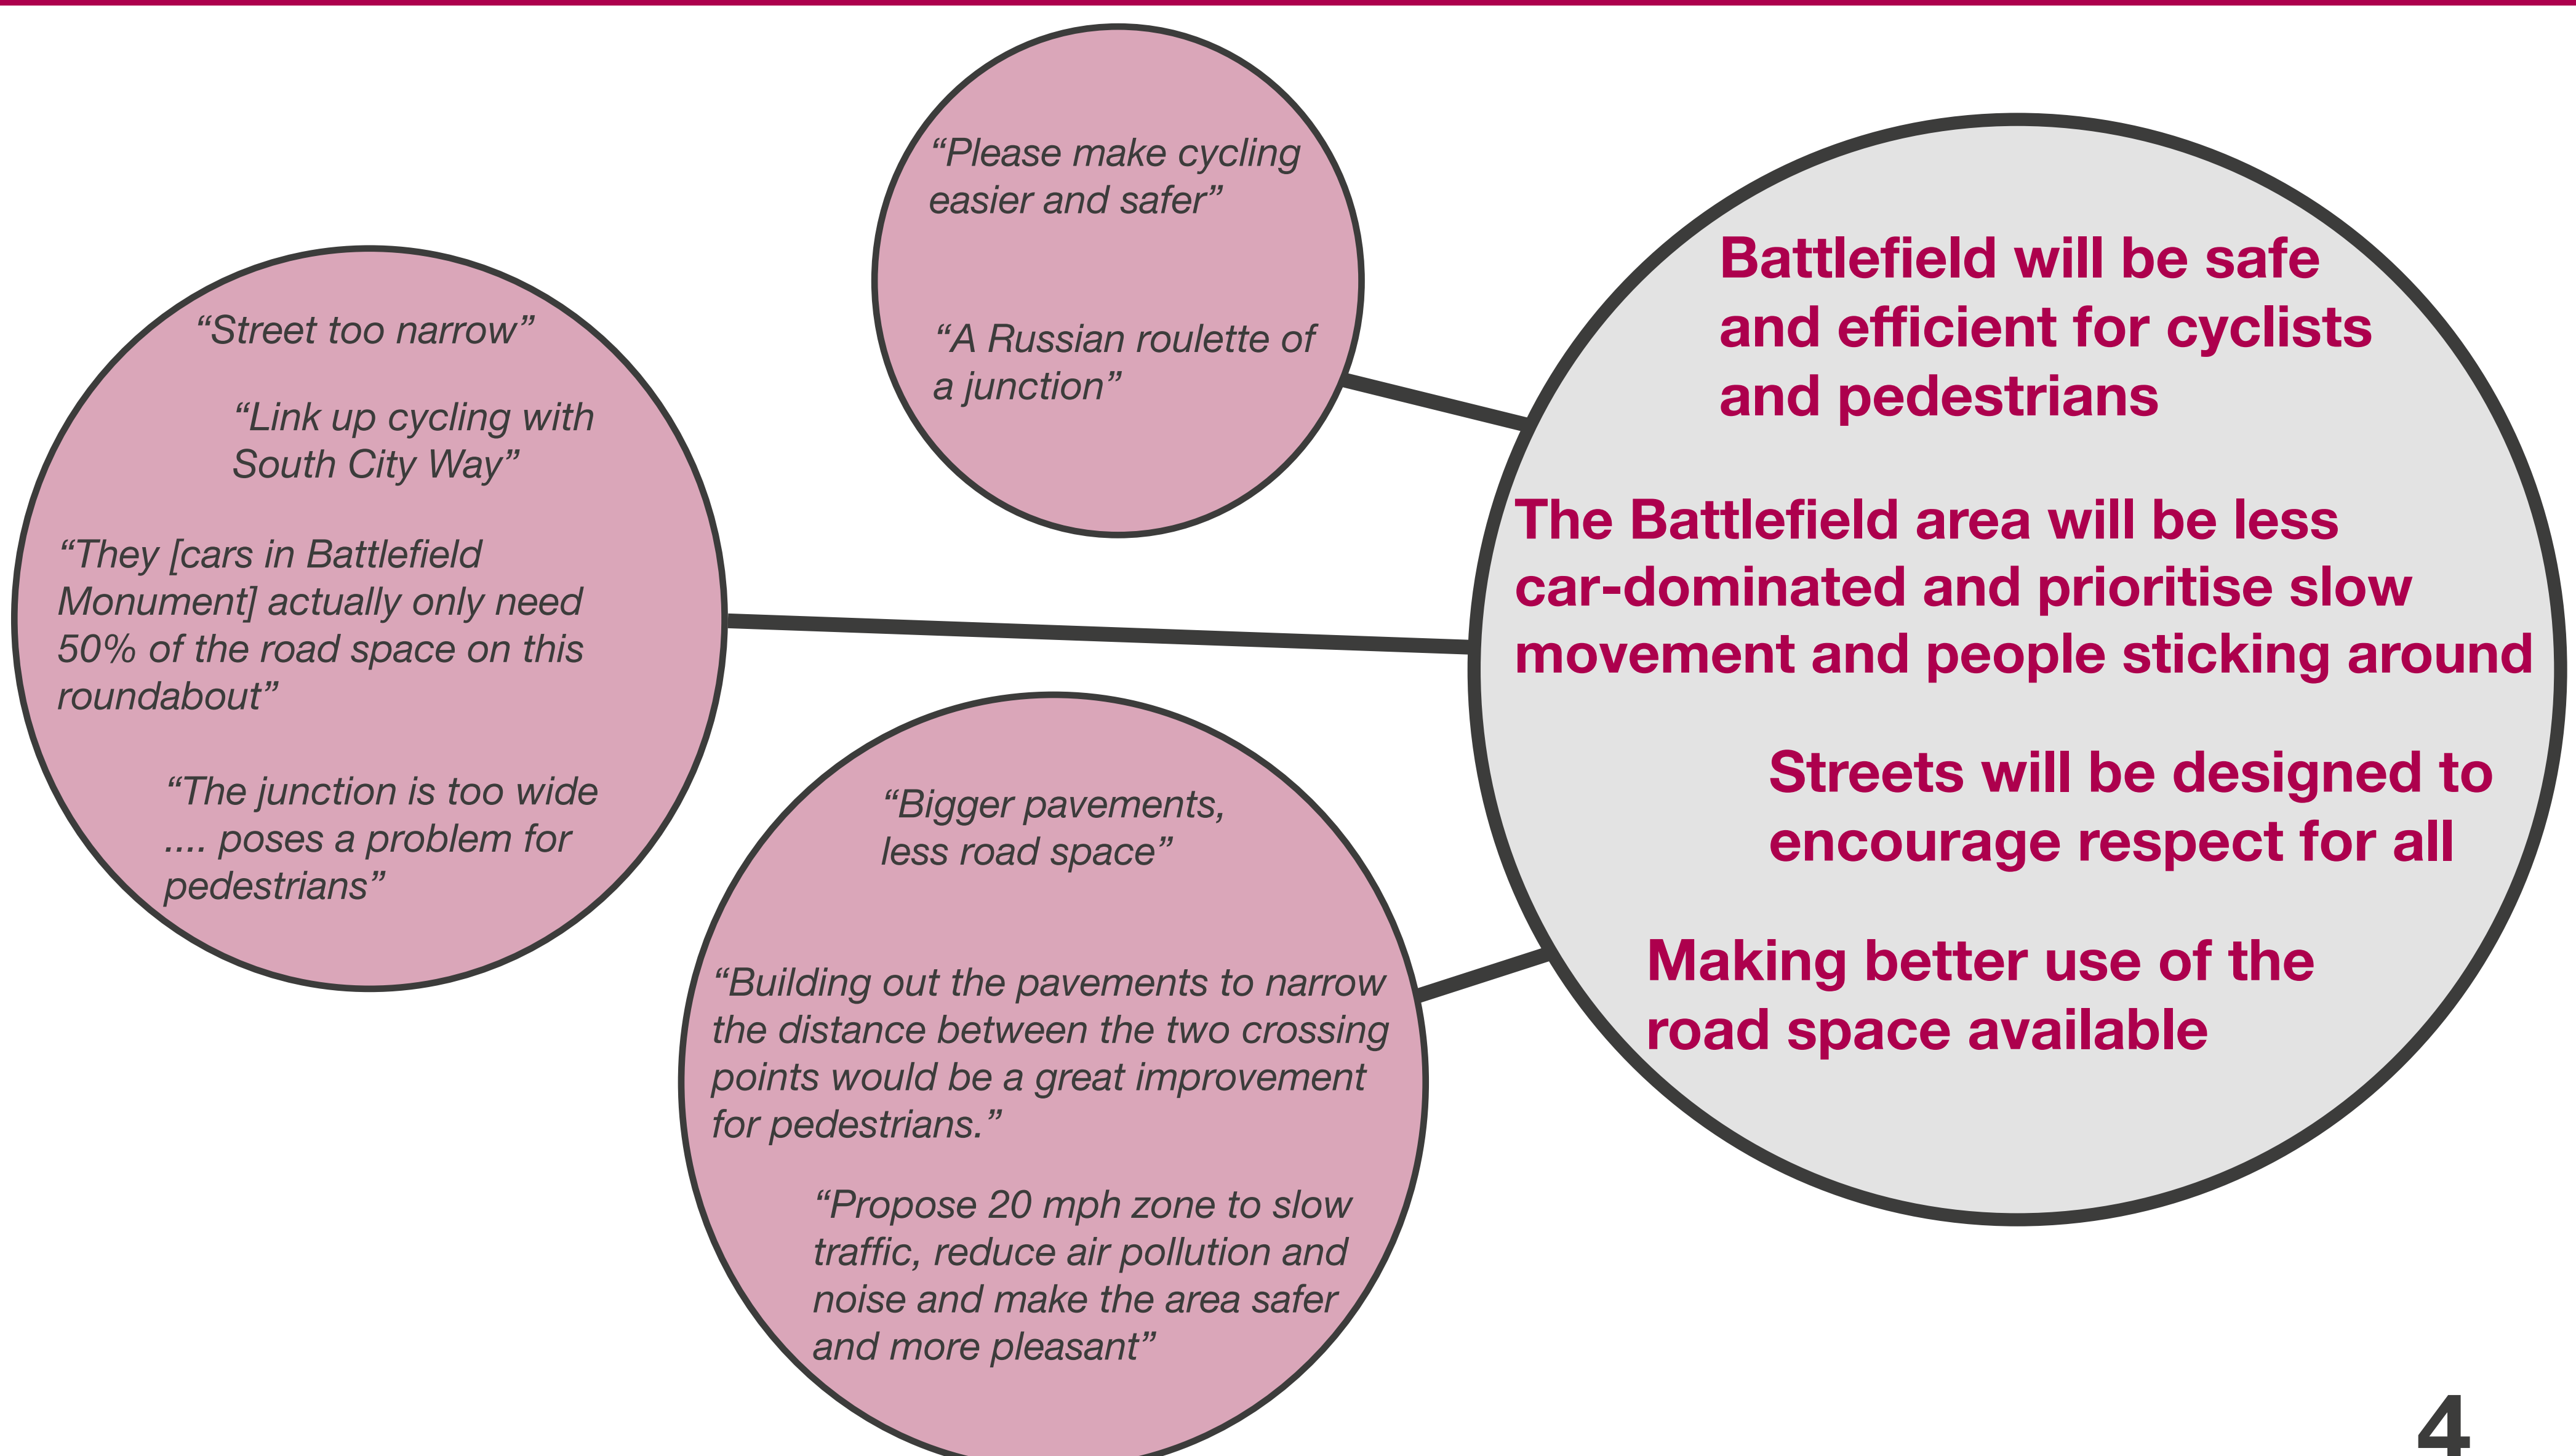 “Please make cycling
easier and safer”
“A Russian roulette of
a junction”
“Street too narrow”
“Link up cycling with
South City Way”
“They [cars in Battlefield
Monument] actually only need
50% of the road space on this
roundabout”
“The junction is too wide
.... poses a problem for
pedestrians”
“Bigger pavements,
less road space”
“Building out the pavements to narrow
the distance between the two crossing
points would be a great improvement
for pedestrians.”
“Propose 20 mph zone to slow
traffic, reduce air pollution and
noise and make the area safer
and more pleasant”
Battlefield will be safe
and efficient for cyclists
and pedestrians
The Battlefield area will be less
car-dominated and prioritise slow
movement and people sticking around
Streets will be designed to
encourage respect for all
Making better use of the
road space available
4